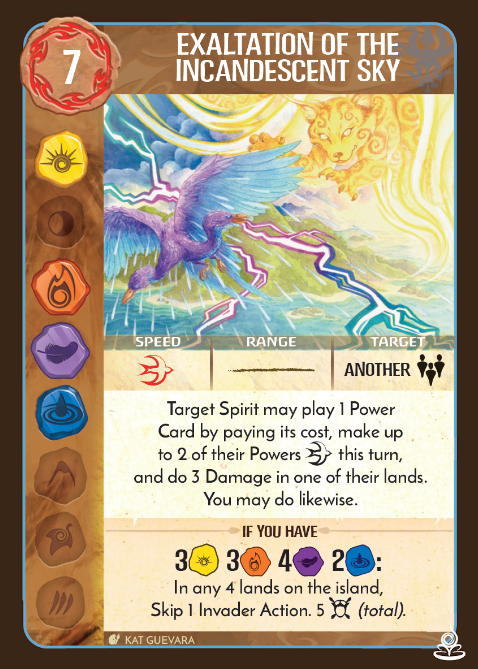 7
EXALTATION OF THE
INCANDESCENT SKY
SPEED RANGE TARGET
ANOTHER
Target Spirit may play 1 Power
Card by paying its cost, make up
to 2 of their Powers this turn,
and do 3 Damage in one of their lands.
You may do likewise.
IF YOU HAVE
3 3 4 2 :
In any 4 lands on the island,
Skip 1 Invader Action. 5 (total).
KAT GUEVARA